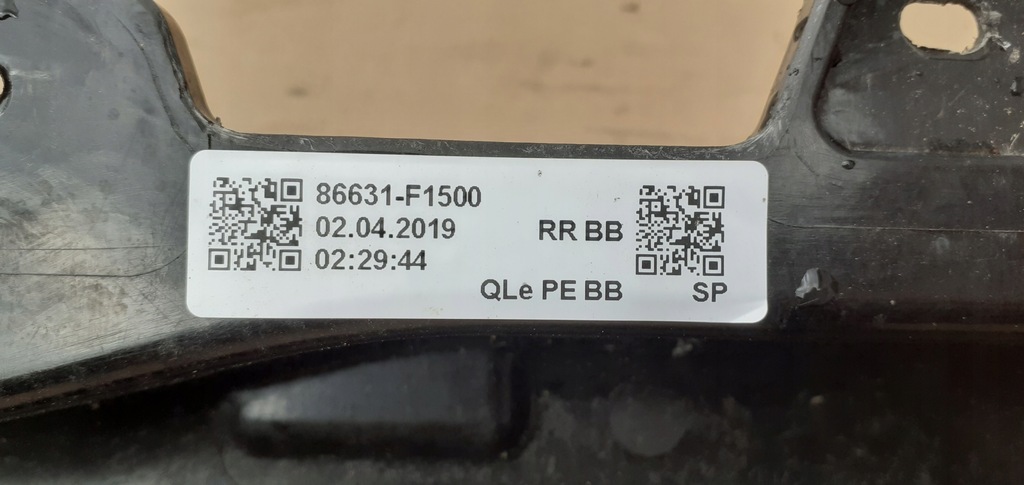 86631-F1500
02.04.2019
RR BB
02:29:44
QLe PE BB
SP